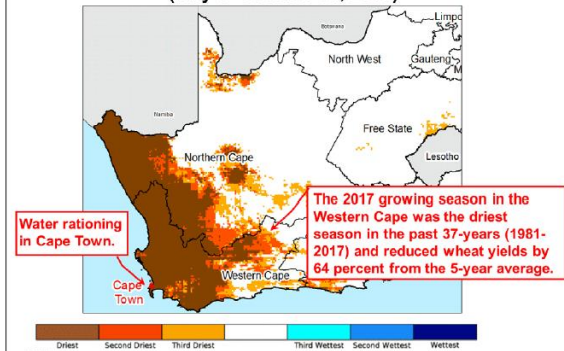 Botswana
Limpo
North West
Gauteng
M
Namibia
Free State
Northern Cape
Lesotho
Water rationing
in Cape Town.
The 2017 growing season in the
Western Cape was the driest
season in the past 37-years (1981-
2017) and reduced wheat yields by
64 percent from the 5-year average.
Cape
Town
Western Cape
Driest
Second Driest
Third Driest
Third Wettest
Second Wettest
Wettest